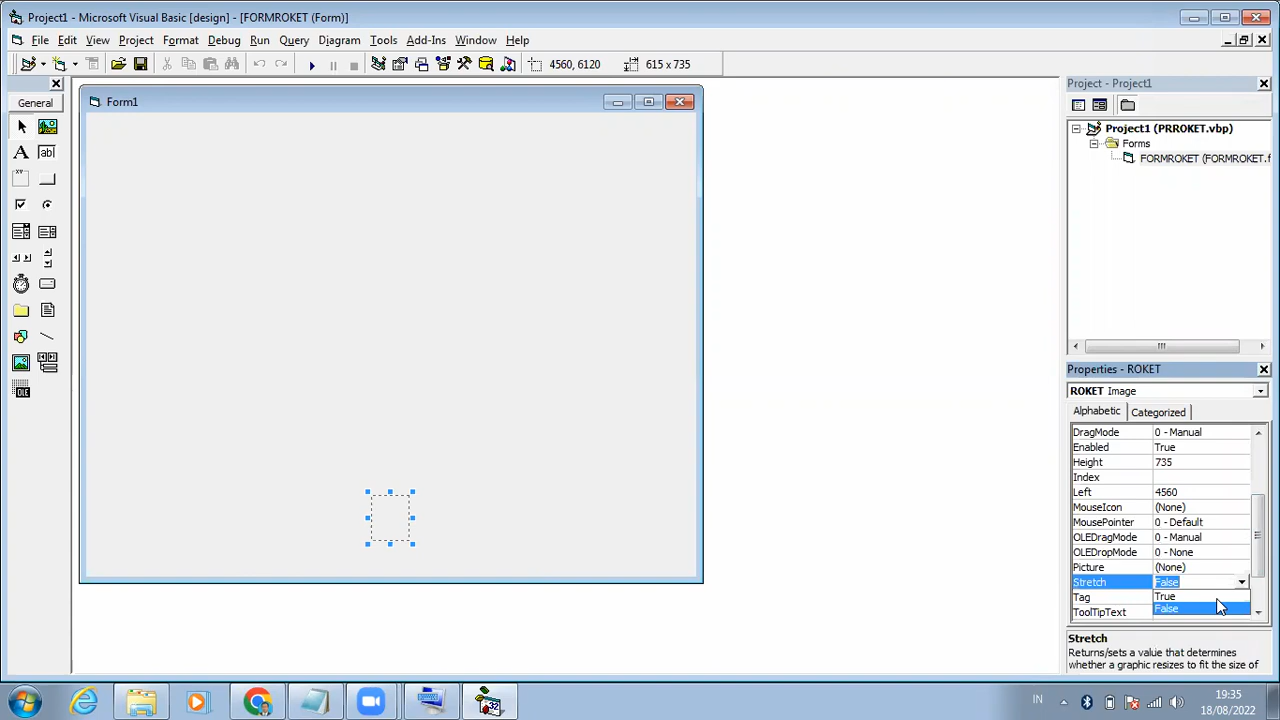 Project1 - Microsoft Visual Basic [design] - [FORMROKET (Form)]
File Edit View Project Format Debug Run Query Diagram Tools Add-Ins Window Help
4560, 6120 615 x 735
General
Form1
Project - Project1
Project1 (PRROKET.vbp)
Forms
FORMROKET (FORMROKET.f
Properties - ROKET
ROKET Image
Alphabetic Categorized
DragMode 0 - Manual
Enabled True
Height 735
Index
Left 4560
MouseIcon (None)
MousePointer 0 - Default
OLEDragMode 0 - Manual
OLEDropMode 0 - None
Picture (None)
Stretch False
Tag True
False
ToolTipText
Stretch
Returns/sets a value that determines
whether a graphic resizes to fit the size of
A ab|
OLE
32
IN
19:35
18/08/2022